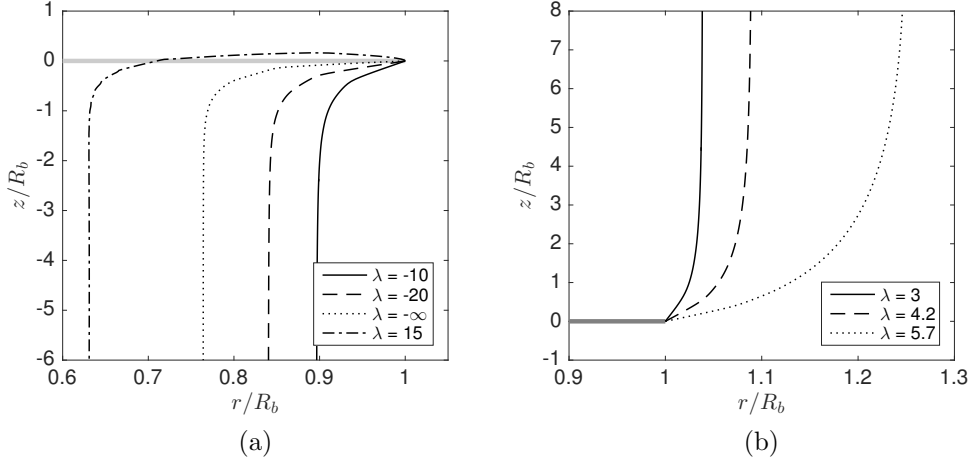 1
0
-1
-2
-3
-4
-5
-6
z/R_b
0.6 0.7 0.8 0.9 1
r/R_b
λ = -10
λ = -20
λ = -∞
λ = 15
(a)
8
7
6
5
4
3
2
1
0
-1
z/R_b
0.9 1 1.1 1.2 1.3
r/R_b
λ = 3
λ = 4.2
λ = 5.7
(b)